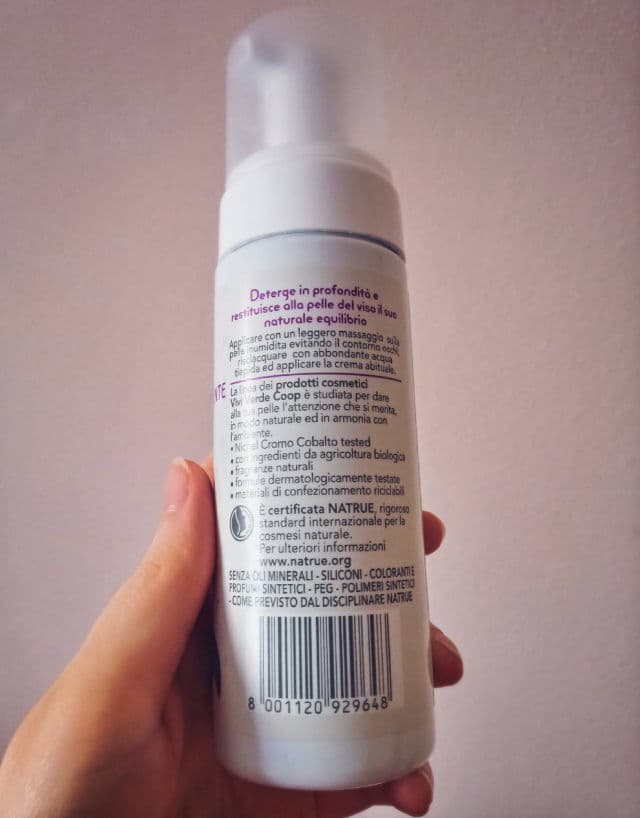 Deterge in profondità e
restituisce alla pelle del viso il suo
naturale equilibrio
Applicare con un leggero massaggio sulla
pelle inumidita evitando il contorno occhi,
risciacquare con abbondante acqua
tiepida ed applicare la crema abituale.
NTE
La linea dei prodotti cosmetici
Vivi Verde Coop è studiata per dare
alla tua pelle l'attenzione che si merita,
in modo naturale ed in armonia con
l'ambiente.
• Nichel Cromo Cobalto tested
• con ingredienti da agricoltura biologica
• fragranze naturali
• formule dermatologicamente testate
• materiali di confezionamento riciclabili
È certificata NATRUE, rigoroso
standard internazionale per la
cosmesi naturale.
Per ulteriori informazioni
www.natrue.org
SENZA OLI MINERALI - SILICONI - COLORANTI E
PROFUMI SINTETICI - PEG - POLIMERI SINTETICI
- COME PREVISTO DAL DISCIPLINARE NATRUE
8 001120 929648